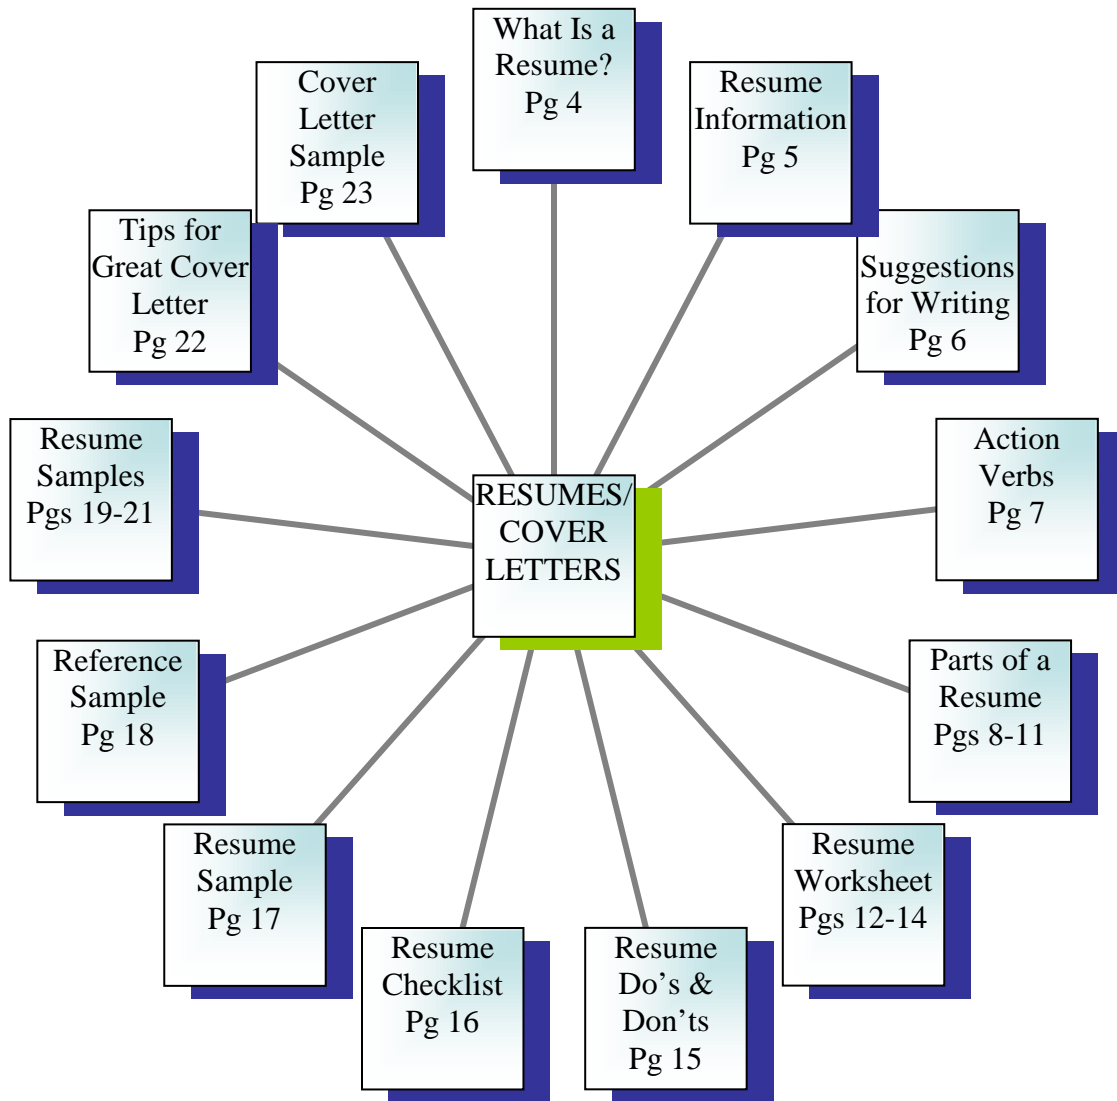 What Is a
Resume?
Pg 4
Resume
Information
Pg 5
Suggestions
for Writing
Pg 6
Action
Verbs
Pg 7
Parts of a
Resume
Pgs 8-11
Resume
Worksheet
Pgs 12-14
Resume
Do’s &
Don’ts
Pg 15
Resume
Checklist
Pg 16
Resume
Sample
Pg 17
Reference
Sample
Pg 18
Resume
Samples
Pgs 19-21
Tips for
Great Cover
Letter
Pg 22
Cover
Letter
Sample
Pg 23
RESUMES/
COVER
LETTERS